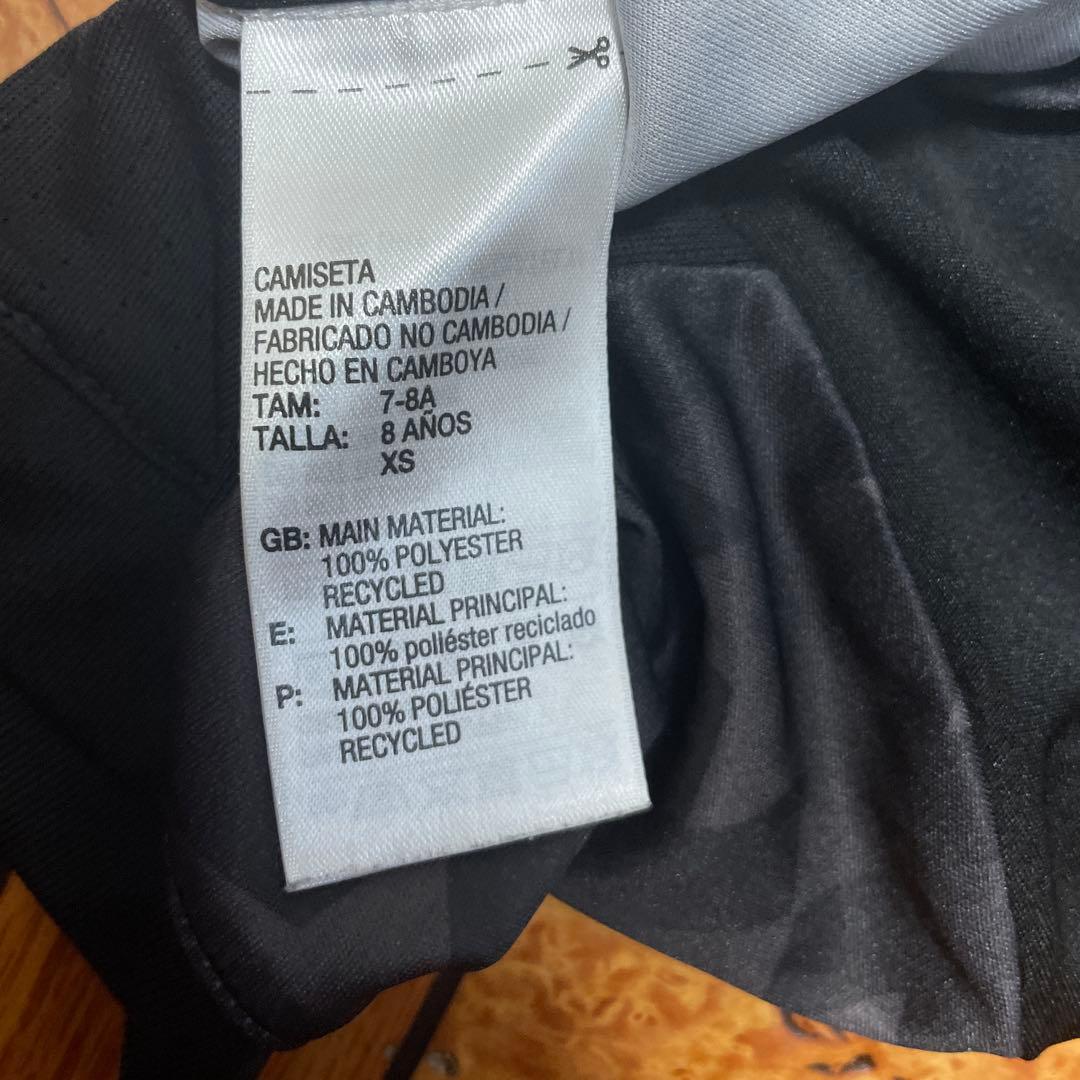 CAMISETA
MADE IN CAMBODIA /
FABRICADO NO CAMBODIA /
HECHO EN CAMBOYA
TAM: 7-8A
TALLA: 8 AÑOS
XS
GB: MAIN MATERIAL:
100% POLYESTER
RECYCLED
E: MATERIAL PRINCIPAL:
100% poliéster reciclado
P: MATERIAL PRINCIPAL:
100% POLIÉSTER
RECYCLED